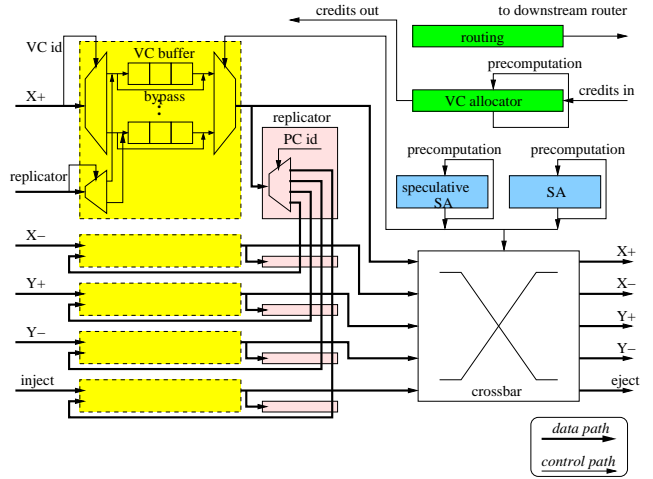 credits out
to downstream router
VC id
VC buffer
routing
precomputation
X+
bypass
VC allocator
credits in
replicator
PC id
precomputation
precomputation
replicator
speculative
SA
SA
X−
X+
Y+
X−
Y+
Y−
Y−
inject
crossbar
eject
data path
control path